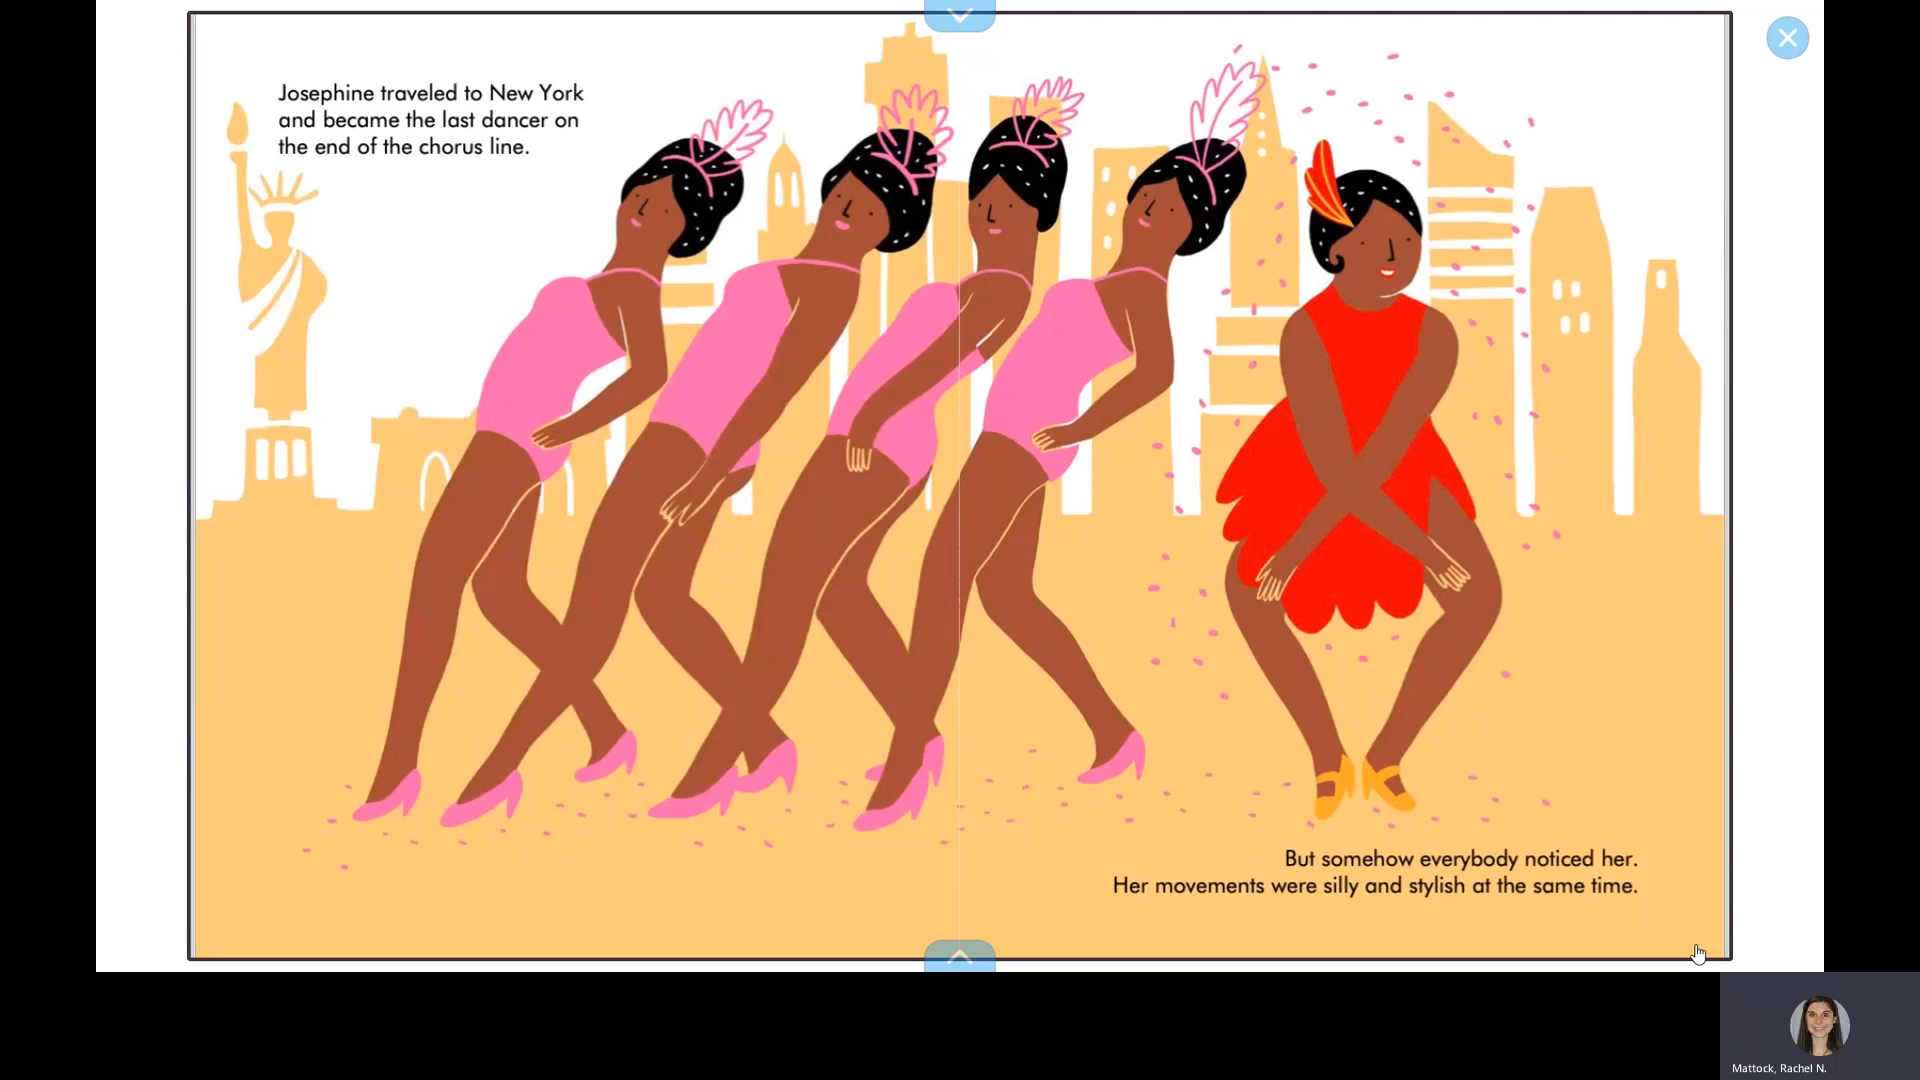 Josephine traveled to New York
and became the last dancer on
the end of the chorus line.
But somehow everybody noticed her.
Her movements were silly and stylish at the same time.
Mattock, Rachel N.